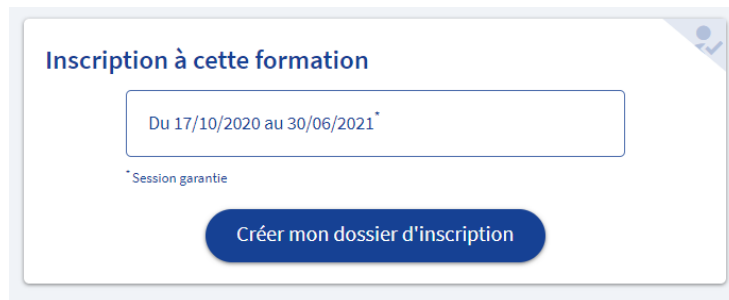 Inscription à cette formation
Du 17/10/2020 au 30/06/2021*
*Session garantie
Créer mon dossier d'inscription